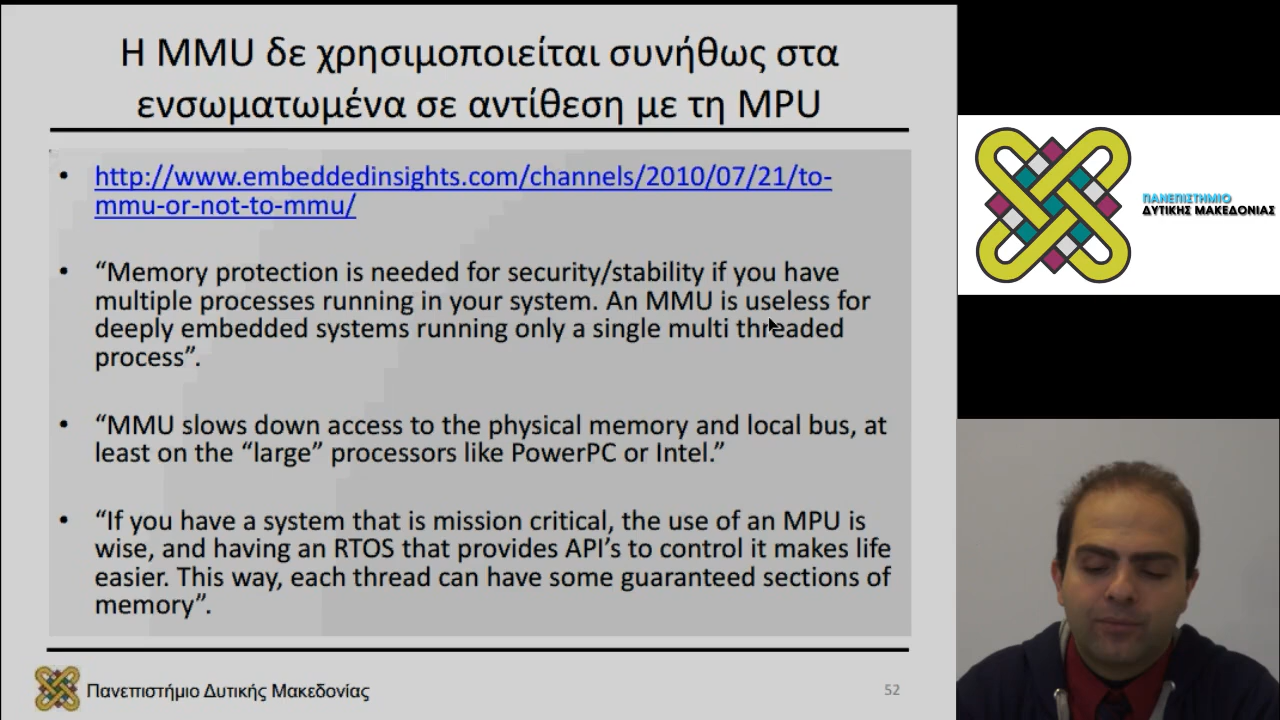 Η MMU δε χρησιμοποιείται συνήθως στα
ενσωματωμένα σε αντίθεση με τη MPU
• http://www.embeddedinsights.com/channels/2010/07/21/to-
mmu-or-not-to-mmu/
• “Memory protection is needed for security/stability if you have
multiple processes running in your system. An MMU is useless for
deeply embedded systems running only a single multi threaded
process”.
• “MMU slows down access to the physical memory and local bus, at
least on the “large” processors like PowerPC or Intel.”
• “If you have a system that is mission critical, the use of an MPU is
wise, and having an RTOS that provides API’s to control it makes life
easier. This way, each thread can have some guaranteed sections of
memory”.
Πανεπιστήμιο Δυτικής Μακεδονίας
52
ΠΑΝΕΠΙΣΤΗΜΙΟ
ΔΥΤΙΚΗΣ ΜΑΚΕΔΟΝΙΑΣ